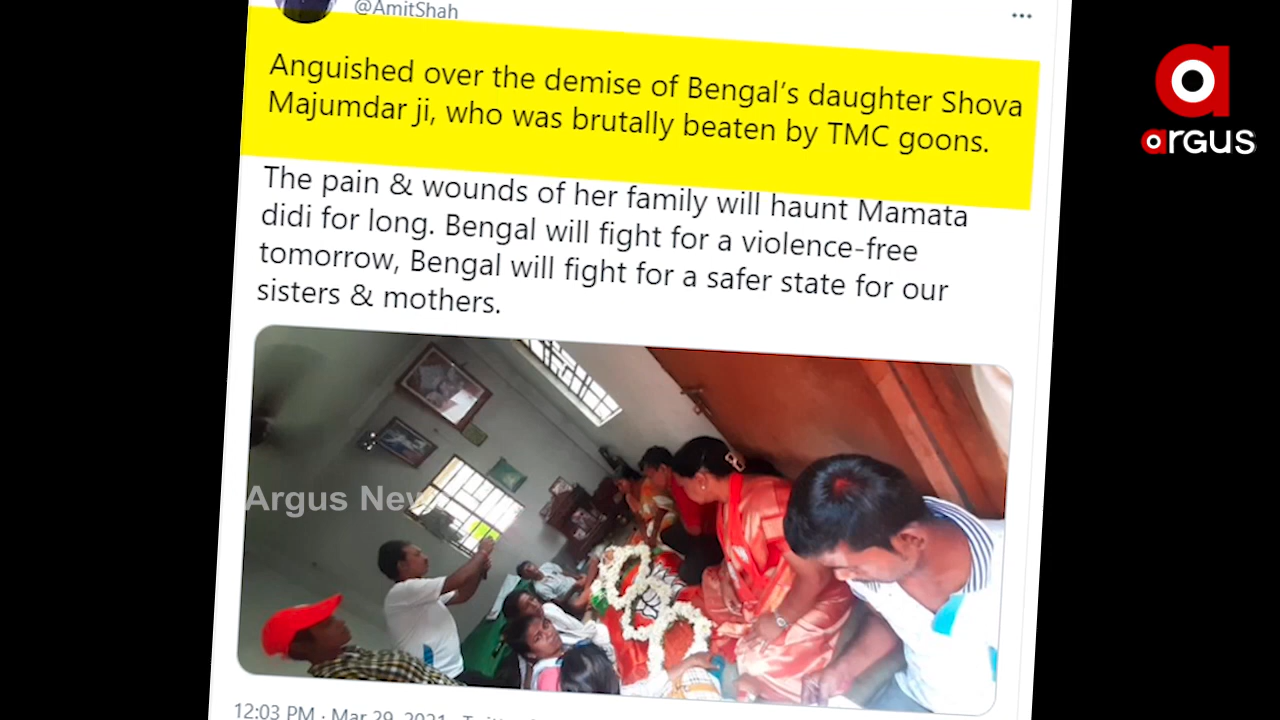 @AmitShah
Anguished over the demise of Bengal's daughter Shova
Majumdar ji, who was brutally beaten by TMC goons.
The pain & wounds of her family will haunt Mamata
didi for long. Bengal will fight for a violence-free
tomorrow, Bengal will fight for a safer state for our
sisters & mothers.
argus
Argus New
12:03 PM · Mar 29, 2021 ·